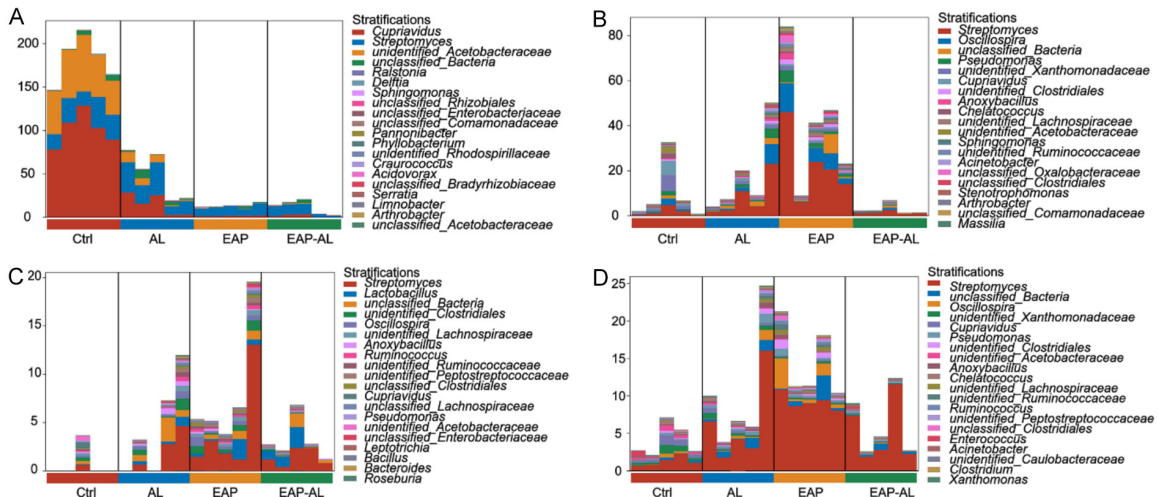 A
Stratifications
Cupriavidus
Streptomyces
unidentified_Acetobacteraceae
unclassified_Bacteria
Ralstonia
Delftia
Sphingomonas
unclassified_Rhizobiales
unclassified_Enterobacteriaceae
unclassified_Comamonadaceae
Pannonibacter
Phyllobacterium
unidentified_Rhodospirillaceae
Craurococcus
Acidovorax
unclassified_Bradyrhizobiaceae
Serratia
Limnobacter
Arthrobacter
unclassified_Acetobacteraceae
200
150
100
50
0
Ctrl AL EAP EAP-AL
B
Stratifications
Streptomyces
Oscillospira
unclassified_Bacteria
Pseudomonas
unidentified_Xanthomonadaceae
Cupriavidus
unidentified_Clostridiales
Anoxybacillus
Chelatococcus
unidentified_Lachnospiraceae
unidentified_Acetobacteraceae
Sphingomonas
unidentified_Ruminococcaceae
Acinetobacter
unclassified_Oxalobacteraceae
unclassified_Clostridiales
Stenotrophomonas
Arthrobacter
unclassified_Comamonadaceae
Massilia
80
60
40
20
0
Ctrl AL EAP EAP-AL
C
Stratifications
Streptomyces
Lactobacillus
unclassified_Bacteria
unidentified_Clostridiales
Oscillospira
unidentified_Lachnospiraceae
Anoxybacillus
Ruminococcus
unidentified_Ruminococcaceae
unidentified_Peptostreptococcaceae
unclassified_Clostridiales
Cupriavidus
unclassified_Lachnospiraceae
Pseudomonas
unidentified_Acetobacteraceae
unclassified_Enterobacteriaceae
Leptotrichia
Bacillus
Bacteroides
Roseburia
20
15
10
5
0
Ctrl AL EAP EAP-AL
D
Stratifications
Streptomyces
unclassified_Bacteria
Oscillospira
unidentified_Xanthomonadaceae
Cupriavidus
Pseudomonas
unidentified_Clostridiales
unidentified_Acetobacteraceae
Anoxybacillus
Chelatococcus
unidentified_Lachnospiraceae
unidentified_Ruminococcaceae
Ruminococcus
unidentified_Peptostreptococcaceae
unclassified_Clostridiales
Enterococcus
Acinetobacter
unidentified_Caulobacteraceae
Clostridium
Xanthomonas
25
20
15
10
5
0
Ctrl AL EAP EAP-AL